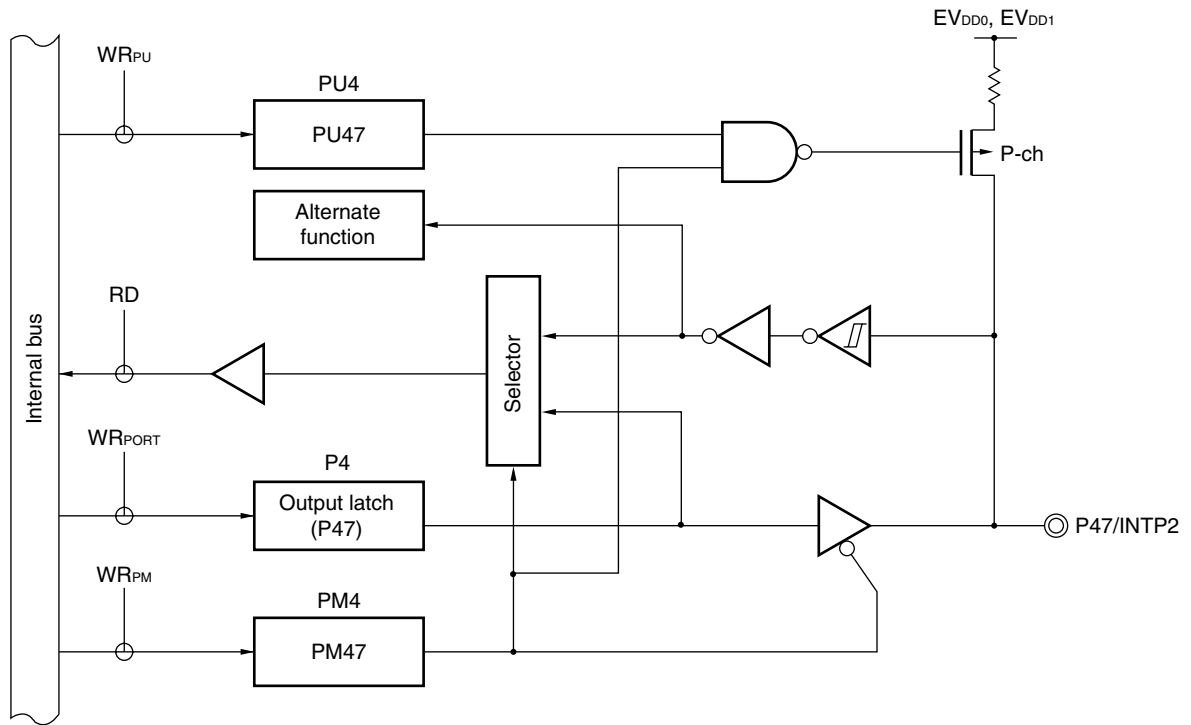 EVDD0, EVDD1
WRPU
PU4
PU47
P-ch
Alternate
function
RD
Internal bus
Selector
WRPORT
P4
Output latch
(P47)
P47/INTP2
WRPM
PM4
PM47